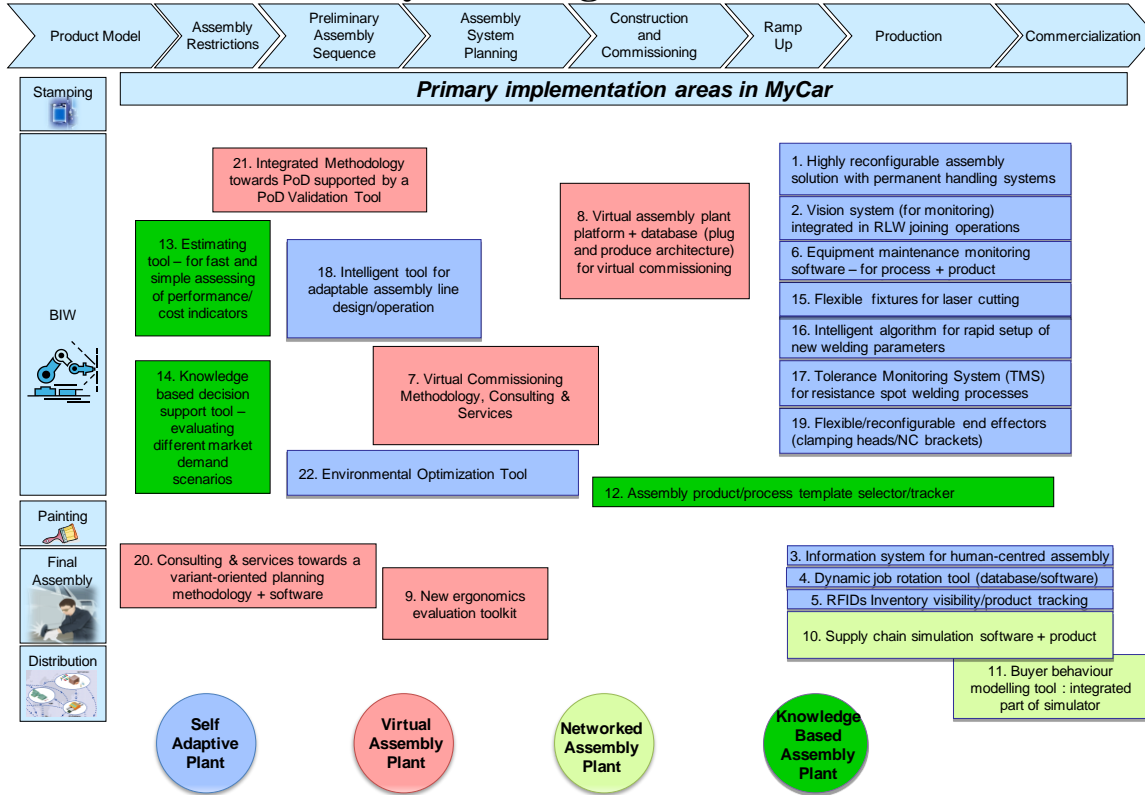 Product Model
Assembly
Restrictions
Preliminary
Assembly
Sequence
Assembly
System
Planning
Construction
and
Commissioning
Ramp
Up
Production
Commercialization
Stamping
Primary implementation areas in MyCar
BIW
21. Integrated Methodology
towards PoD supported by a
PoD Validation Tool
13. Estimating
tool – for fast and
simple assessing
of performance/
cost indicators
18. Intelligent tool for
adaptable assembly line
design/operation
8. Virtual assembly plant
platform + database (plug
and produce architecture)
for virtual commissioning
1. Highly reconfigurable assembly
solution with permanent handling systems
2. Vision system (for monitoring)
integrated in RLW joining operations
6. Equipment maintenance monitoring
software – for process + product
15. Flexible fixtures for laser cutting
16. Intelligent algorithm for rapid setup of
new welding parameters
17. Tolerance Monitoring System (TMS)
for resistance spot welding processes
19. Flexible/reconfigurable end effectors
(clamping heads/NC brackets)
14. Knowledge
based decision
support tool –
evaluating
different market
demand
scenarios
7. Virtual Commissioning
Methodology, Consulting &
Services
22. Environmental Optimization Tool
12. Assembly product/process template selector/tracker
Painting
Final
Assembly
20. Consulting & services towards a
variant-oriented planning
methodology + software
9. New ergonomics
evaluation toolkit
3. Information system for human-centred assembly
4. Dynamic job rotation tool (database/software)
5. RFIDs Inventory visibility/product tracking
10. Supply chain simulation software + product
Distribution
11. Buyer behaviour
modelling tool : integrated
part of simulator
Self
Adaptive
Plant
Virtual
Assembly
Plant
Networked
Assembly
Plant
Knowledge
Based
Assembly
Plant